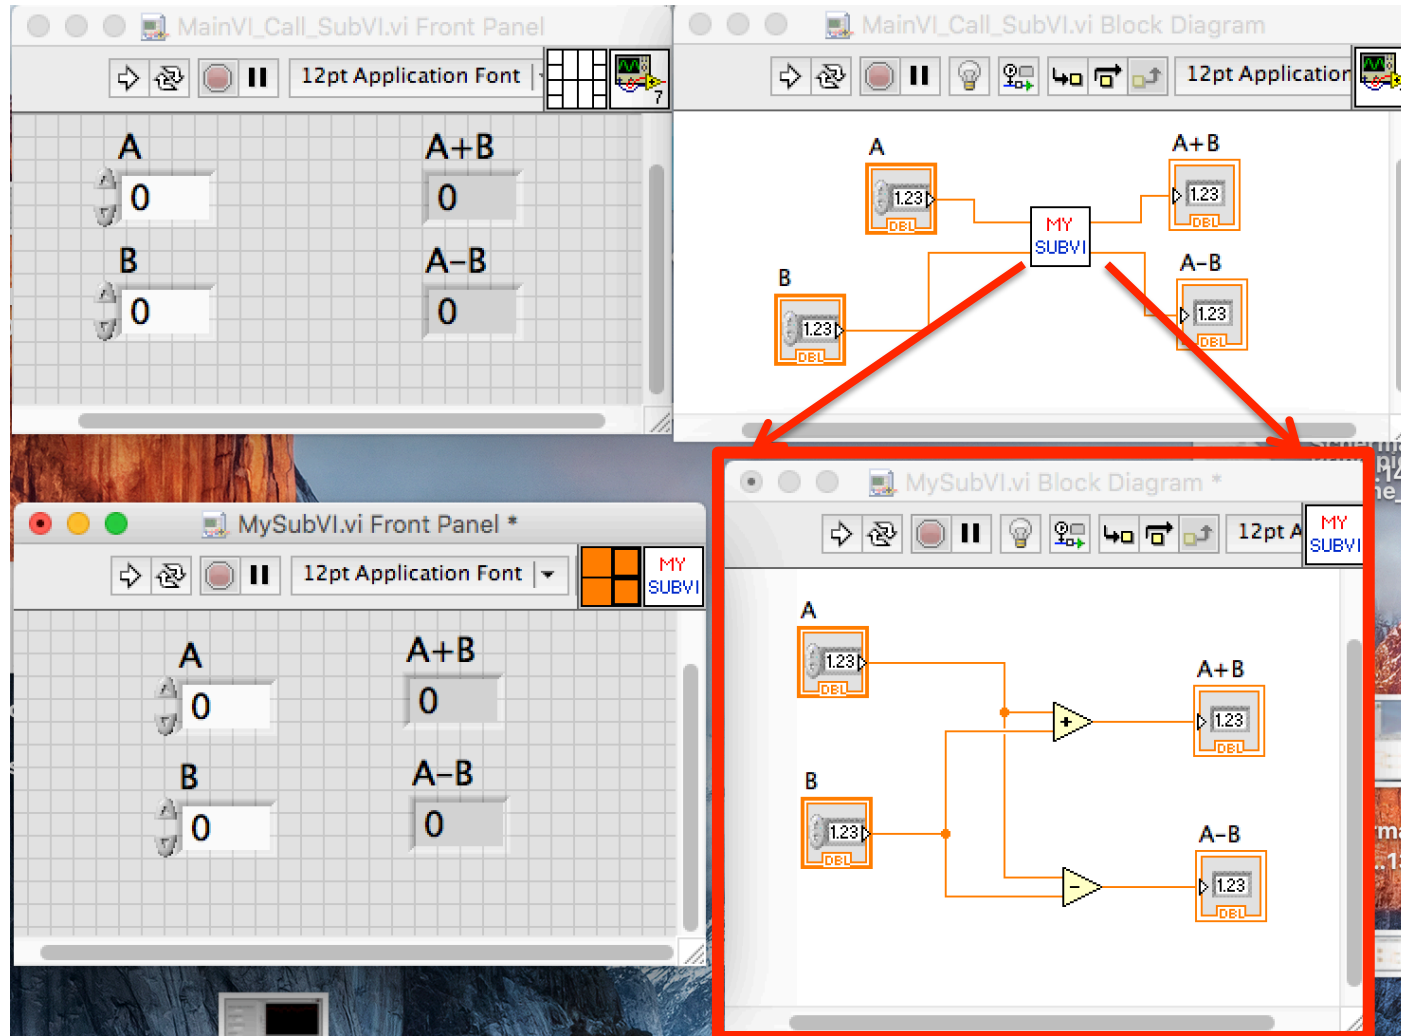 MainVI_Call_SubVI.vi Front Panel
12pt Application Font
7
A
0
A+B
0
B
0
A-B
0
MainVI_Call_SubVI.vi Block Diagram
12pt Application
A
1.23
DBL
B
1.23
DBL
MY
SUBVI
A+B
1.23
DBL
A-B
1.23
DBL
MySubVI.vi Front Panel *
12pt Application Font
MY
SUBVI
A
0
A+B
0
B
0
A-B
0
MySubVI.vi Block Diagram *
12pt A
MY
SUBVI
A
1.23
DBL
B
1.23
DBL
+
-
A+B
1.23
DBL
A-B
1.23
DBL